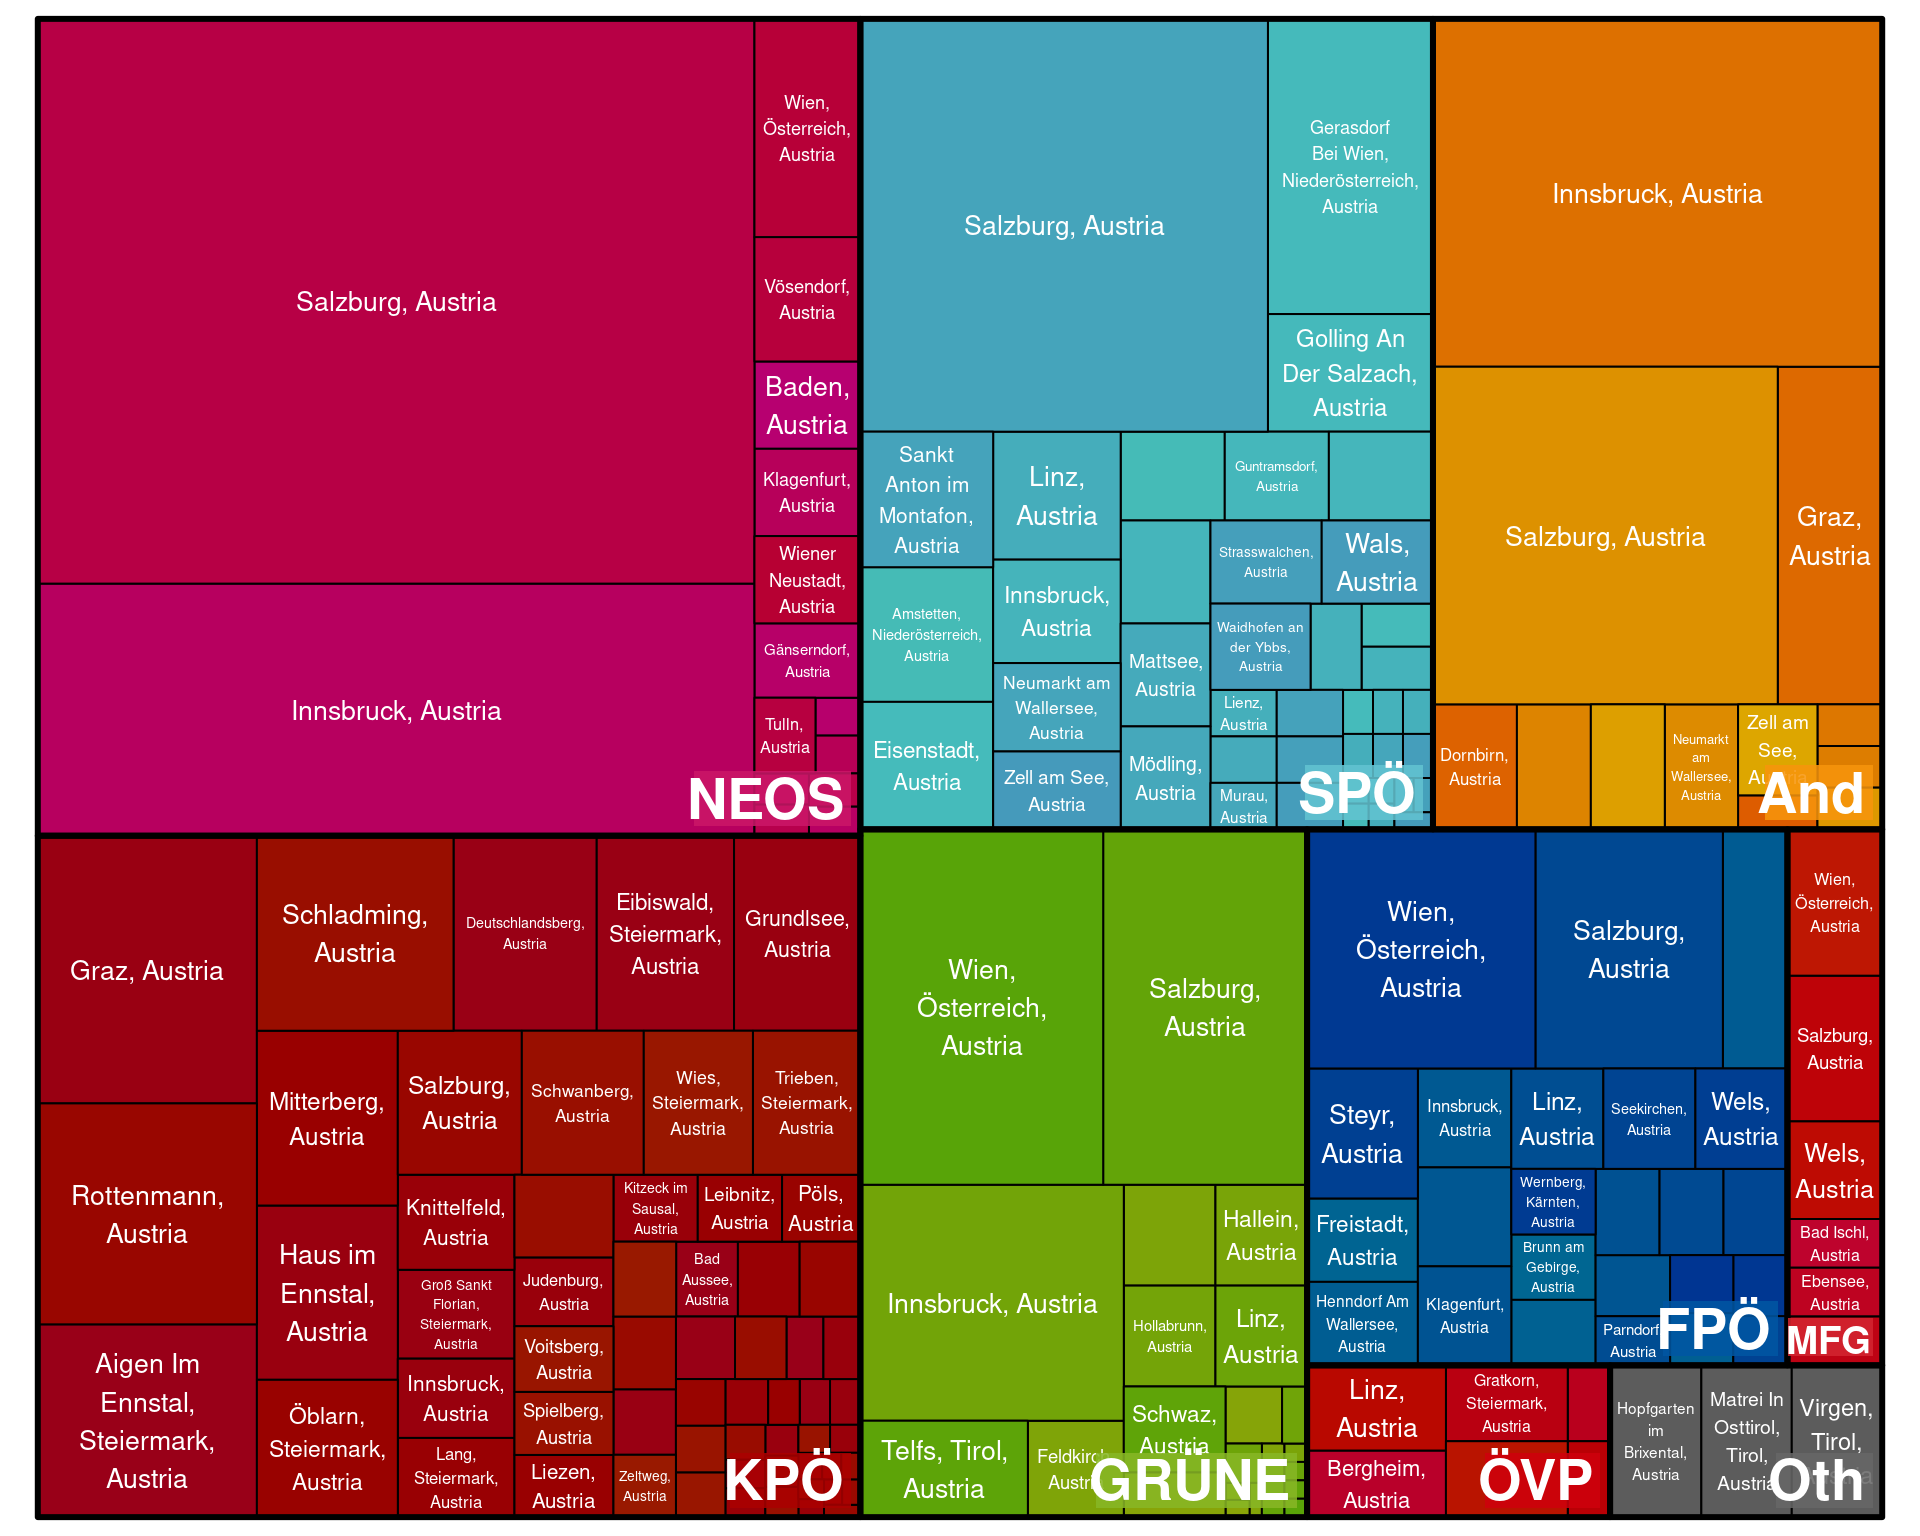 Salzburg, Austria
Innsbruck, Austria
Wien,
Österreich,
Austria
Vösendorf,
Austria
Baden,
Austria
Klagenfurt,
Austria
Wiener
Neustadt,
Austria
Gänserndorf,
Austria
Tulln,
Austria
NEOS
Salzburg, Austria
Gerasdorf
Bei Wien,
Niederösterreich,
Austria
Golling An
Der Salzach,
Austria
Sankt
Anton im
Montafon,
Austria
Amstetten,
Niederösterreich,
Austria
Eisenstadt,
Austria
Linz,
Austria
Innsbruck,
Austria
Neumarkt am
Wallersee,
Austria
Zell am See,
Austria
Guntramsdorf,
Austria
Strasswalchen,
Austria
Wals,
Austria
Mattsee,
Austria
Mödling,
Austria
Waidhofen an
der Ybbs,
Austria
Lienz,
Austria
Murau,
Austria
SPÖ
Innsbruck, Austria
Salzburg, Austria
Graz,
Austria
Dornbirn,
Austria
Neumarkt
am
Wallersee,
Austria
Zell am
See,
And
Graz, Austria
Rottenmann,
Austria
Aigen Im
Ennstal,
Steiermark,
Austria
Schladming,
Austria
Deutschlandsberg,
Austria
Eibiswald,
Steiermark,
Austria
Grundlsee,
Austria
Mitterberg,
Austria
Haus im
Ennstal,
Austria
Öblarn,
Steiermark,
Austria
Salzburg,
Austria
Schwanberg,
Austria
Wies,
Steiermark,
Austria
Trieben,
Steiermark,
Austria
Knittelfeld,
Austria
Groß Sankt
Florian,
Steiermark,
Austria
Innsbruck,
Austria
Lang,
Steiermark,
Austria
Judenburg,
Austria
Voitsberg,
Austria
Spielberg,
Austria
Liezen,
Austria
Kitzeck im
Sausal,
Austria
Leibnitz,
Austria
Pöls,
Austria
Bad
Aussee,
Austria
Zeltweg,
Austria
KPÖ
Wien,
Österreich,
Austria
Salzburg,
Austria
Innsbruck, Austria
Telfs, Tirol,
Austria
Feldkirch,
Austria
Hallein,
Austria
Hollabrunn,
Austria
Linz,
Austria
Schwaz,
Austria
GRÜNE
Wien,
Österreich,
Austria
Salzburg,
Austria
Steyr,
Austria
Freistadt,
Austria
Henndorf Am
Wallersee,
Austria
Innsbruck,
Austria
Klagenfurt,
Austria
Linz,
Austria
Seekirchen,
Austria
Wels,
Austria
Wernberg,
Kärnten,
Austria
Brunn am
Gebirge,
Austria
Parndorf,
Austria
FPÖ
Wien,
Österreich,
Austria
Salzburg,
Austria
Wels,
Austria
Bad Ischl,
Austria
Ebensee,
Austria
MFG
Linz,
Austria
Bergheim,
Austria
Gratkorn,
Steiermark,
Austria
ÖVP
Hopfgarten
im
Brixental,
Austria
Matrei In
Osttirol,
Tirol,
Austria
Virgen,
Tirol,
Oth